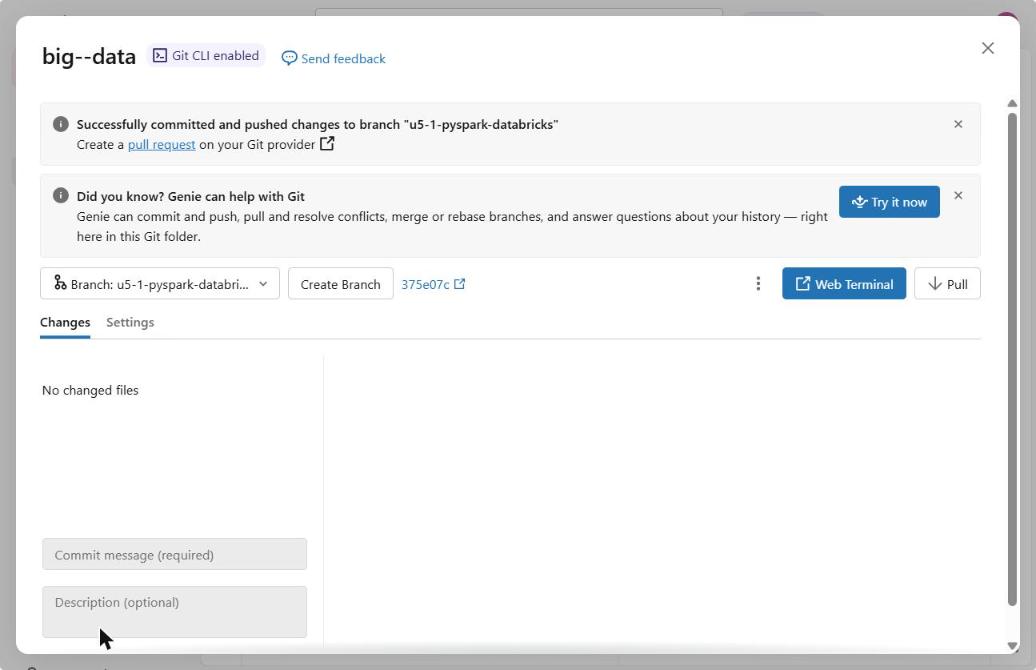 big--data Git CLI enabled Send feedback
Successfully committed and pushed changes to branch "u5-1-pyspark-databricks"
Create a pull request on your Git provider
Did you know? Genie can help with Git
Genie can commit and push, pull and resolve conflicts, merge or rebase branches, and answer questions about your history — right
here in this Git folder.
Try it now
Branch: u5-1-pyspark-databri... Create Branch 375e07c Web Terminal Pull
Changes Settings
No changed files
Commit message (required)
Description (optional)